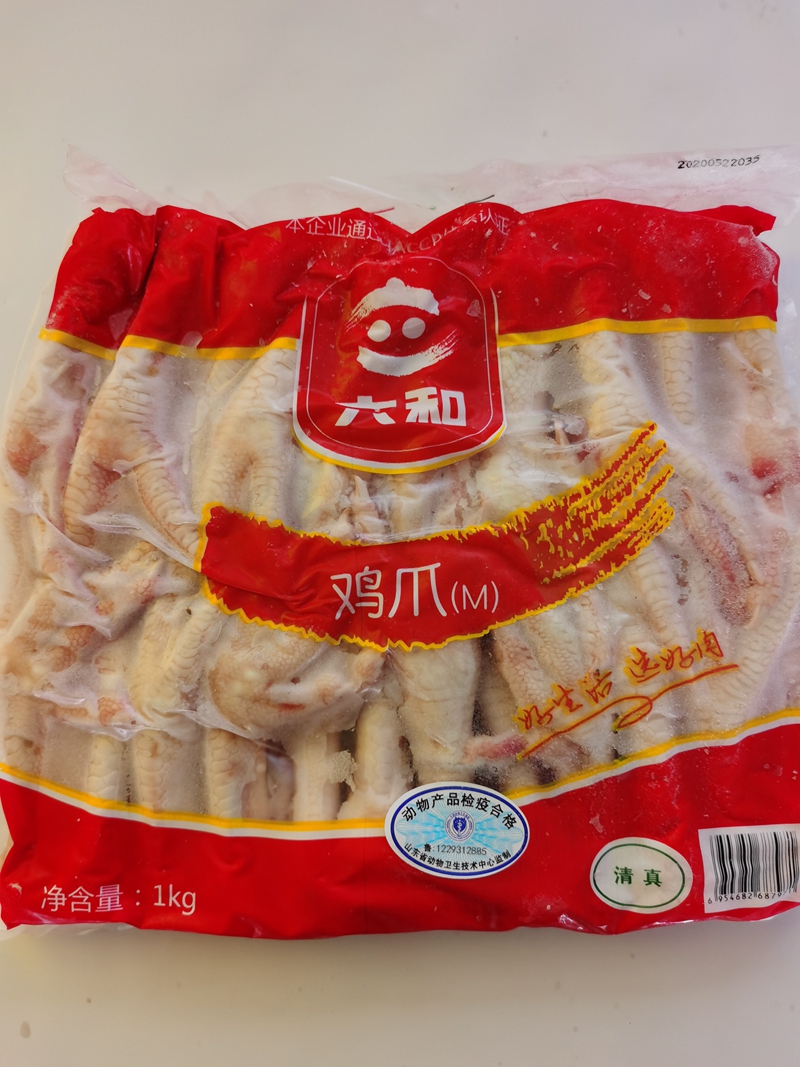 20200522035
本企业通过HACCP体系认证
六和
鸡爪(M)
好生活 选好肉
动物产品检疫合格
鲁:1229312885
山东省动物卫生技术中心监制
清真
净含量:1kg